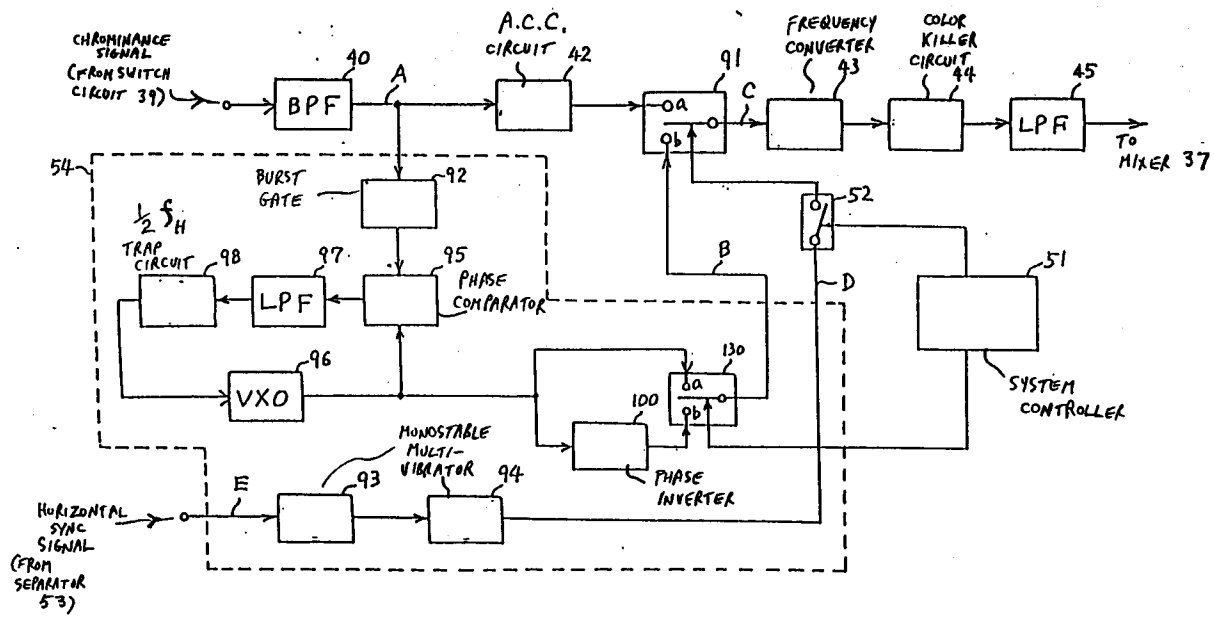 CHROMINANCE
SIGNAL
(FROM SWITCH
CIRCUIT 39)
40
BPF
A
A.C.C.
CIRCUIT
42
91
a
b
C
FREQUENCY
CONVERTER
43
COLOR
KILLER
CIRCUIT
44
45
LPF
TO
MIXER 37
54
BURST
GATE
92
52
51
SYSTEM
CONTROLLER
½ fH
TRAP
CIRCUIT
98
97
LPF
95
PHASE
COMPARATOR
B
D
96
VXO
130
a
b
100
PHASE
INVERTER
MONOSTABLE
MULTI-
VIBRATOR
93
94
E
HORIZONTAL
SYNC
SIGNAL
(FROM
SEPARATOR
53)